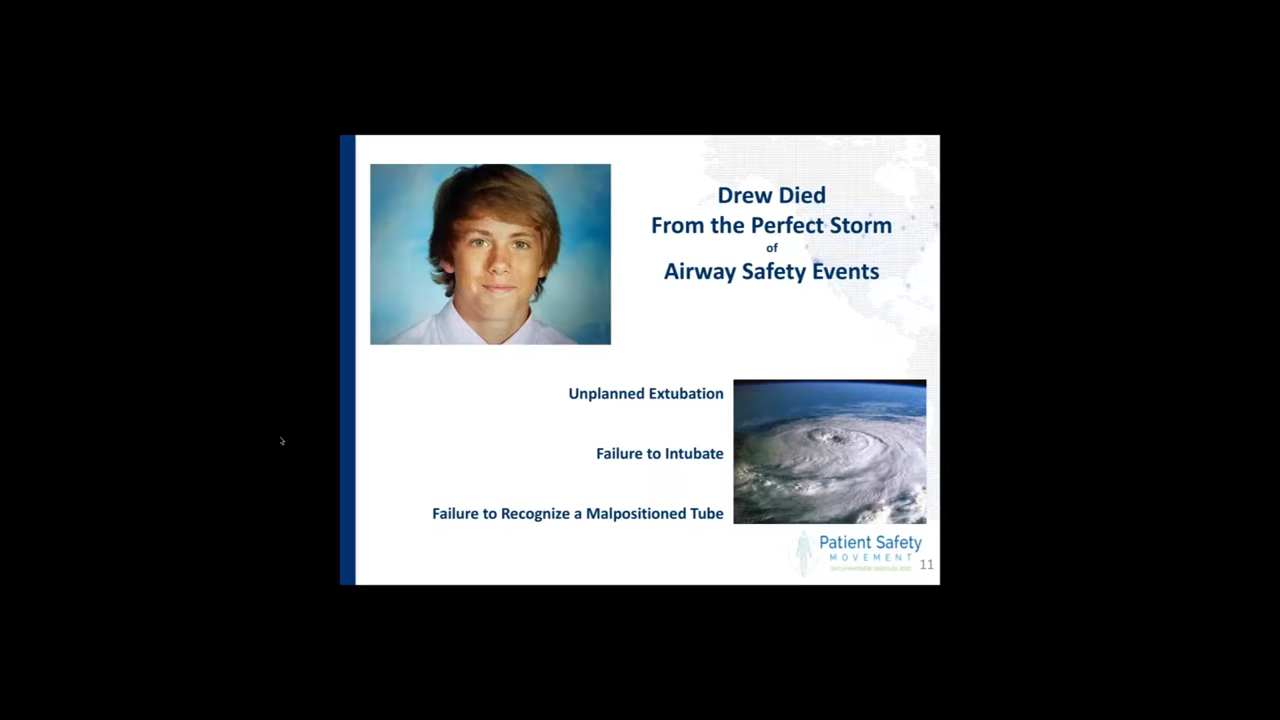 Drew Died
From the Perfect Storm
of
Airway Safety Events
Unplanned Extubation
Failure to Intubate
Failure to Recognize a Malpositioned Tube
Patient Safety
MOVEMENT
11